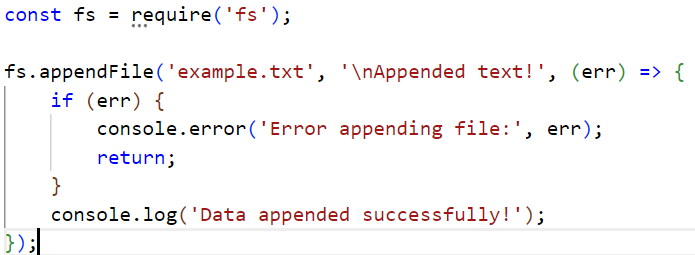 const fs = require('fs');
fs.appendFile('example.txt', '\nAppended text!', (err) => {
    if (err) {
        console.error('Error appending file:', err);
        return;
    }
    console.log('Data appended successfully!');
});